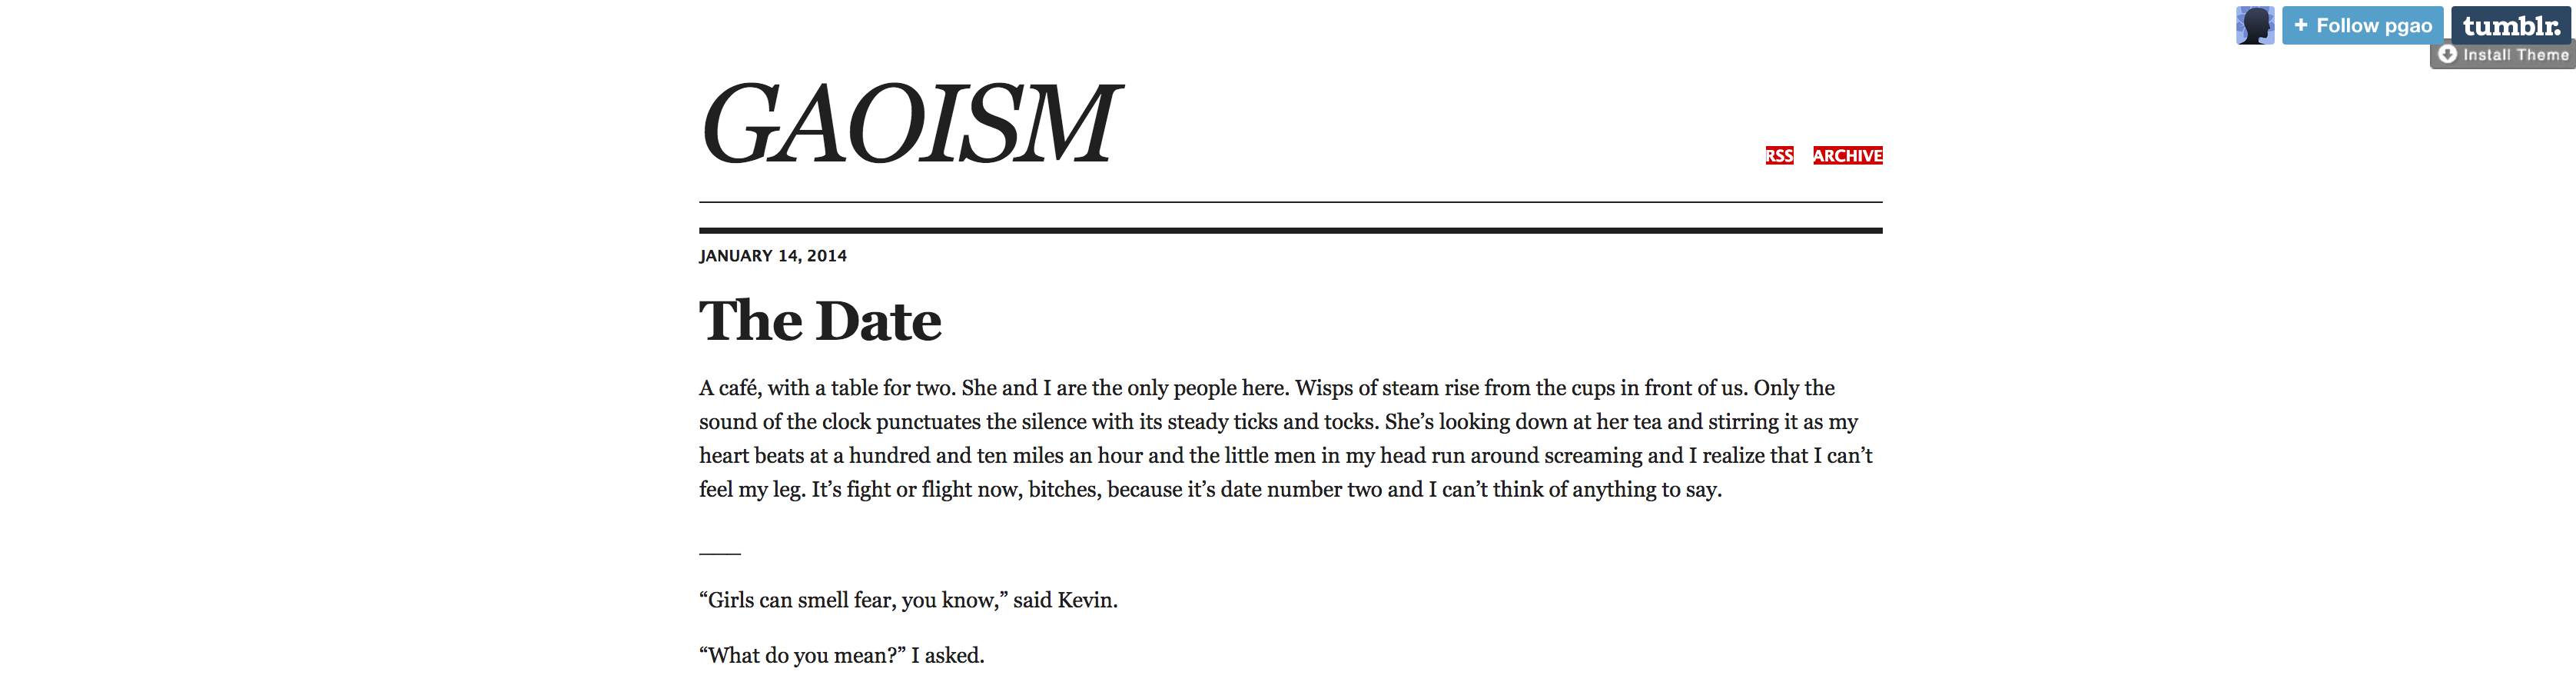 + Follow pgao
tumblr.
Install Theme
GAOISM
RSS ARCHIVE
JANUARY 14, 2014
The Date
A café, with a table for two. She and I are the only people here. Wisps of steam rise from the cups in front of us. Only the
sound of the clock punctuates the silence with its steady ticks and tocks. She’s looking down at her tea and stirring it as my
heart beats at a hundred and ten miles an hour and the little men in my head run around screaming and I realize that I can’t
feel my leg. It’s fight or flight now, bitches, because it’s date number two and I can’t think of anything to say.
___
“Girls can smell fear, you know,” said Kevin.
“What do you mean?” I asked.